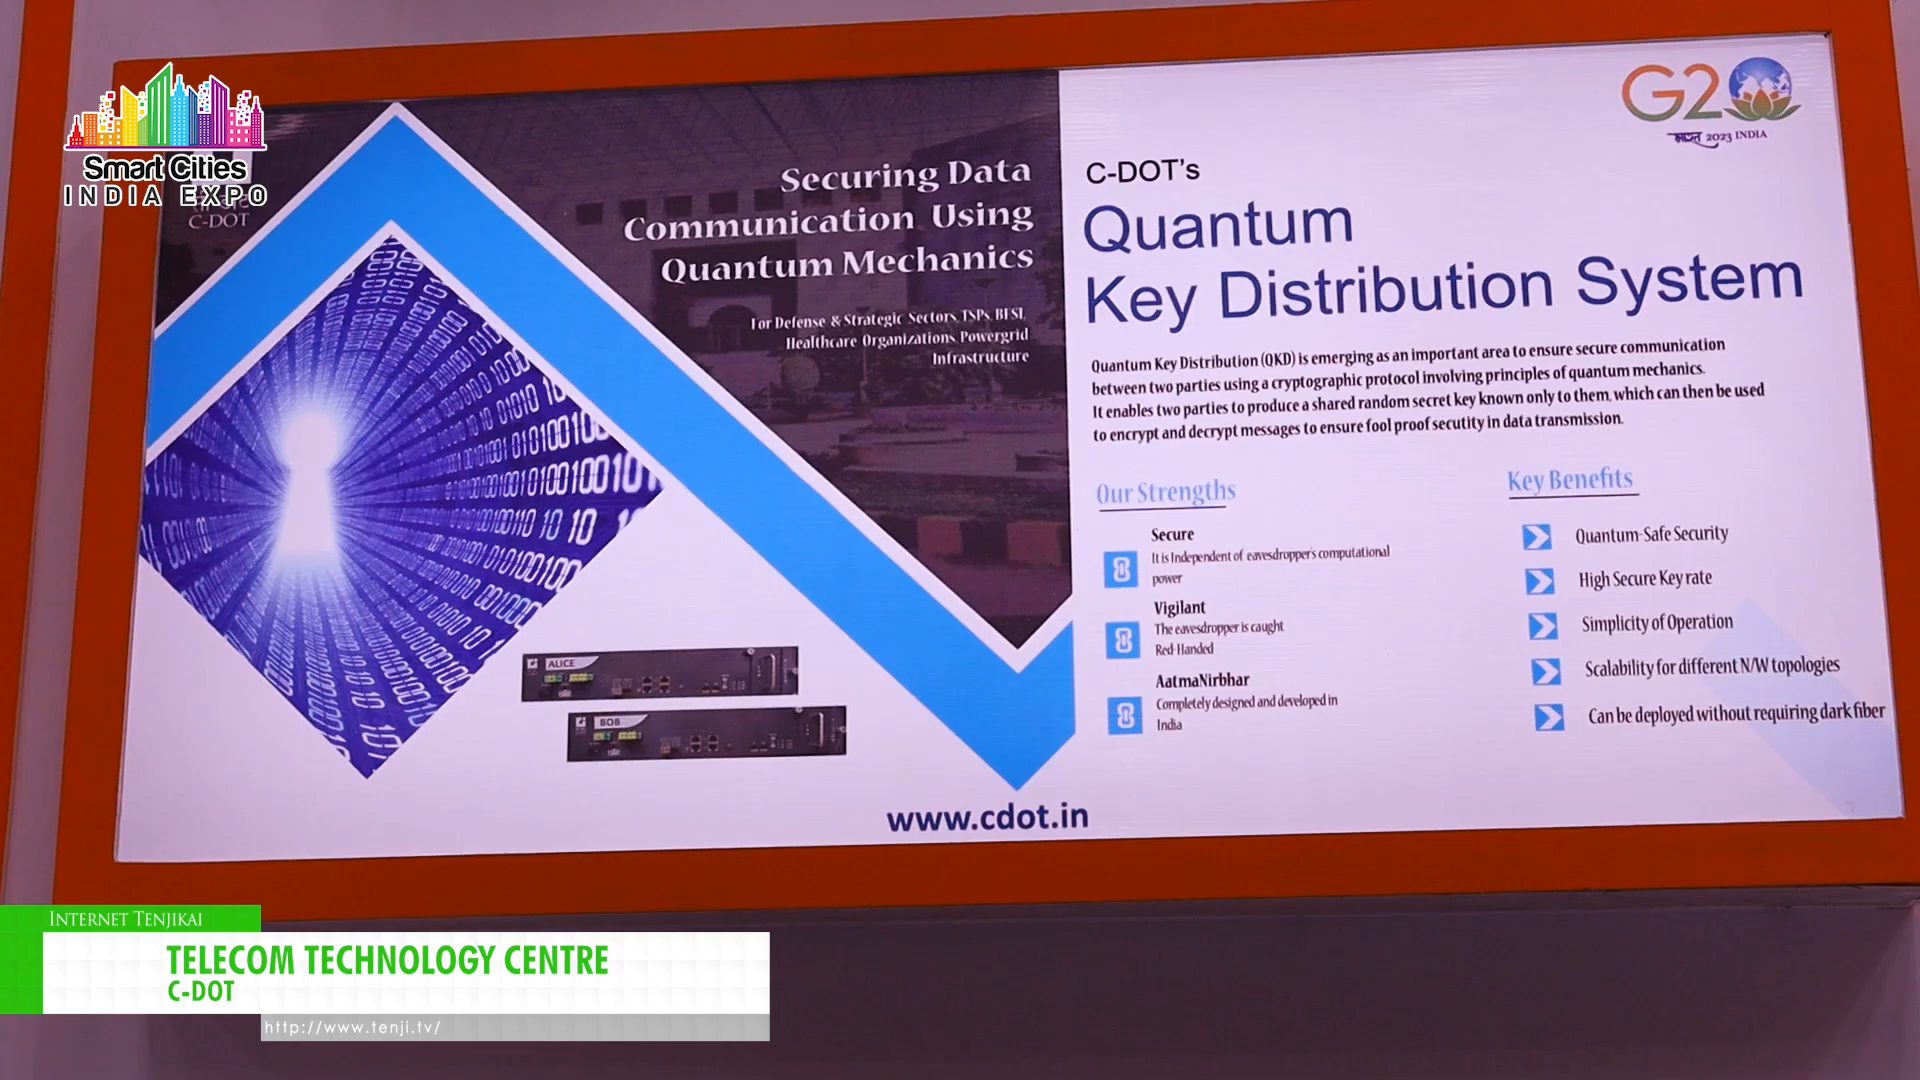 Smart Cities
INDIA EXPO
C-DOT
Securing Data
Communication Using
Quantum Mechanics
For Defense & Strategic Sectors, TSPs, BFSI,
Healthcare Organizations, Powergrid
Infrastructure
ALICE
BOB
www.cdot.in
G20
भारत 2023 INDIA
C-DOT's
Quantum
Key Distribution System
Quantum Key Distribution (QKD) is emerging as an important area to ensure secure communication
between two parties using a cryptographic protocol involving principles of quantum mechanics.
It enables two parties to produce a shared random secret key known only to them, which can then be used
to encrypt and decrypt messages to ensure fool proof secutity in data transmission.
Our Strengths
Secure
It is Independent of eavesdropper's computational
power
Vigilant
The eavesdropper is caught
Red-Handed
AatmaNirbhar
Completely designed and developed in
India
Key Benefits
Quantum-Safe Security
High Secure Key rate
Simplicity of Operation
Scalability for different N/W topologies
Can be deployed without requiring dark fiber
INTERNET TENJIKAI
TELECOM TECHNOLOGY CENTRE
C-DOT
http://www.tenji.tv/